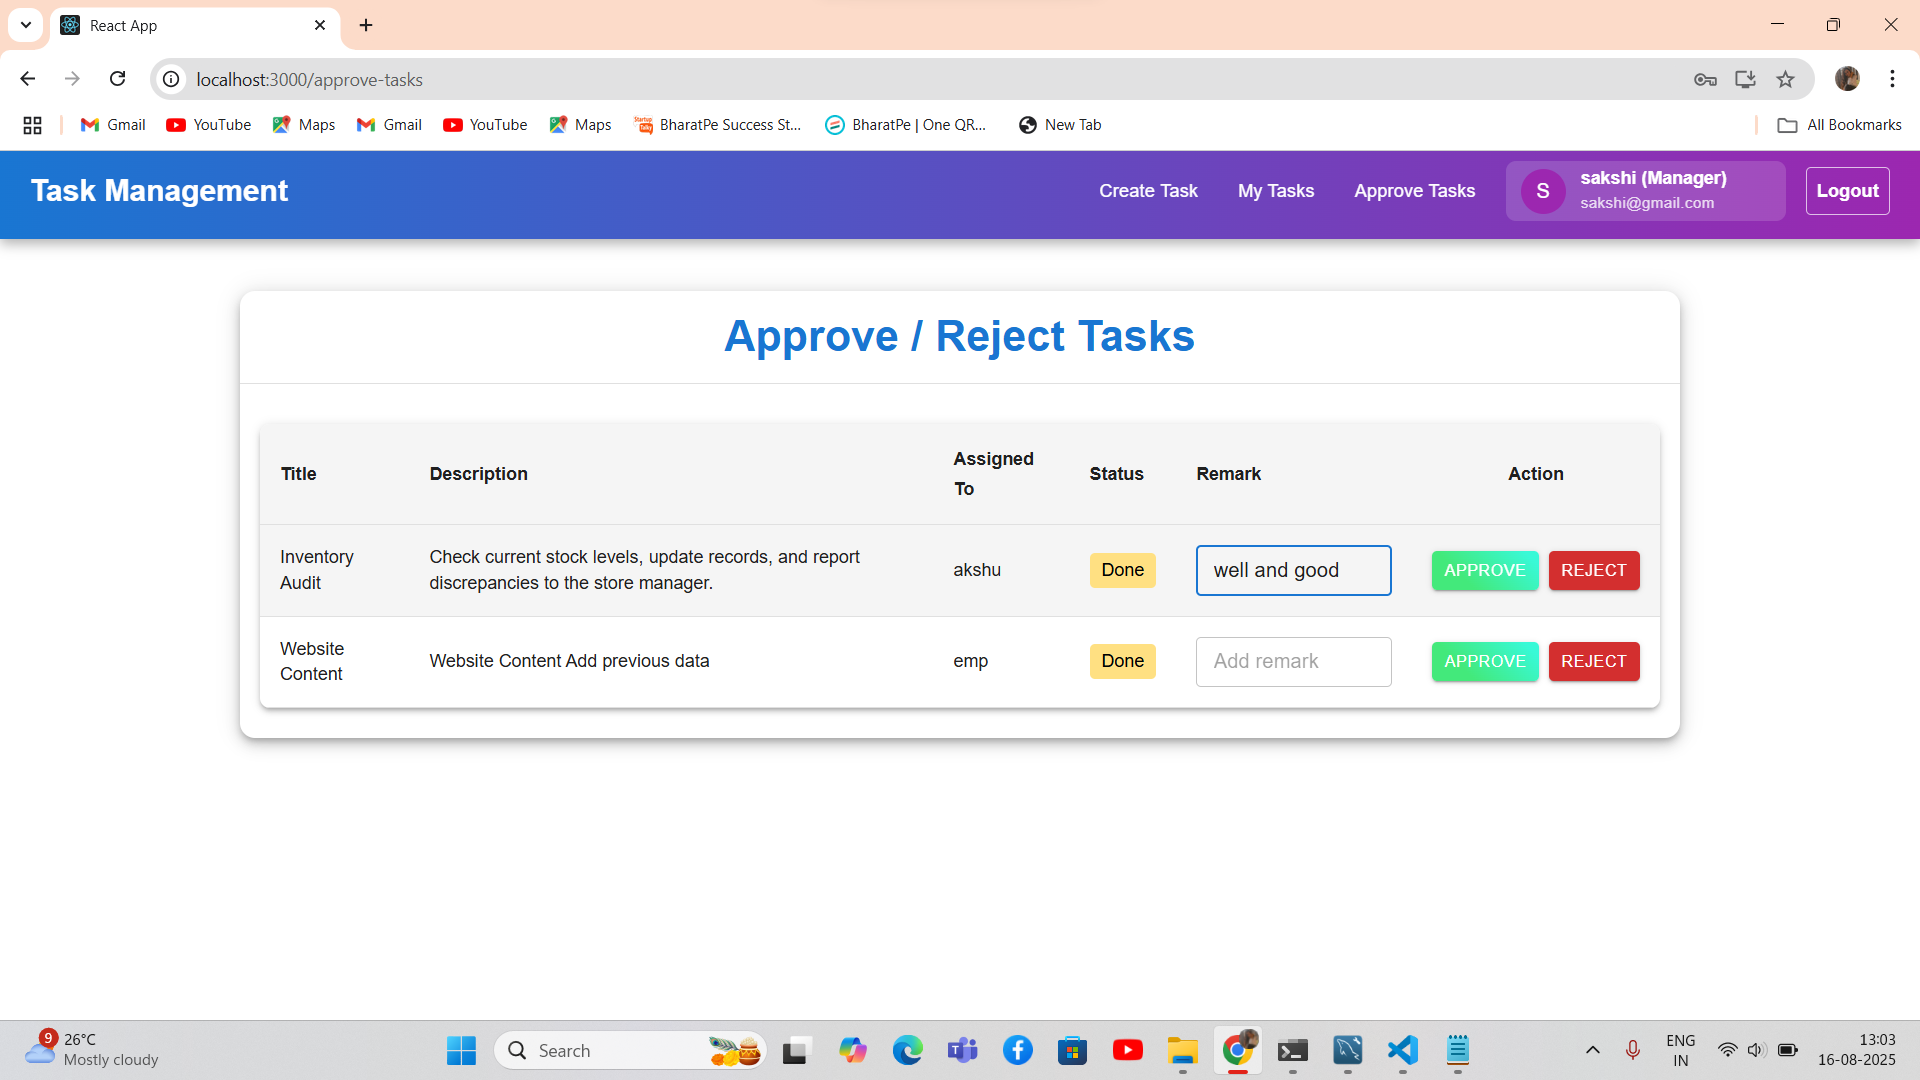 React App
localhost:3000/approve-tasks
Gmail
YouTube
Maps
Gmail
YouTube
Maps
BharatPe Success St...
BharatPe | One QR...
New Tab
All Bookmarks
Task Management
Create Task
My Tasks
Approve Tasks
S
sakshi (Manager)
sakshi@gmail.com
Logout
Approve / Reject Tasks
Title
Description
Assigned
To
Status
Remark
Action
Inventory
Audit
Check current stock levels, update records, and report
discrepancies to the store manager.
akshu
Done
well and good
APPROVE
REJECT
Website
Content
Website Content Add previous data
emp
Done
Add remark
APPROVE
REJECT
9
26°C
Mostly cloudy
Search
ENG
IN
13:03
16-08-2025